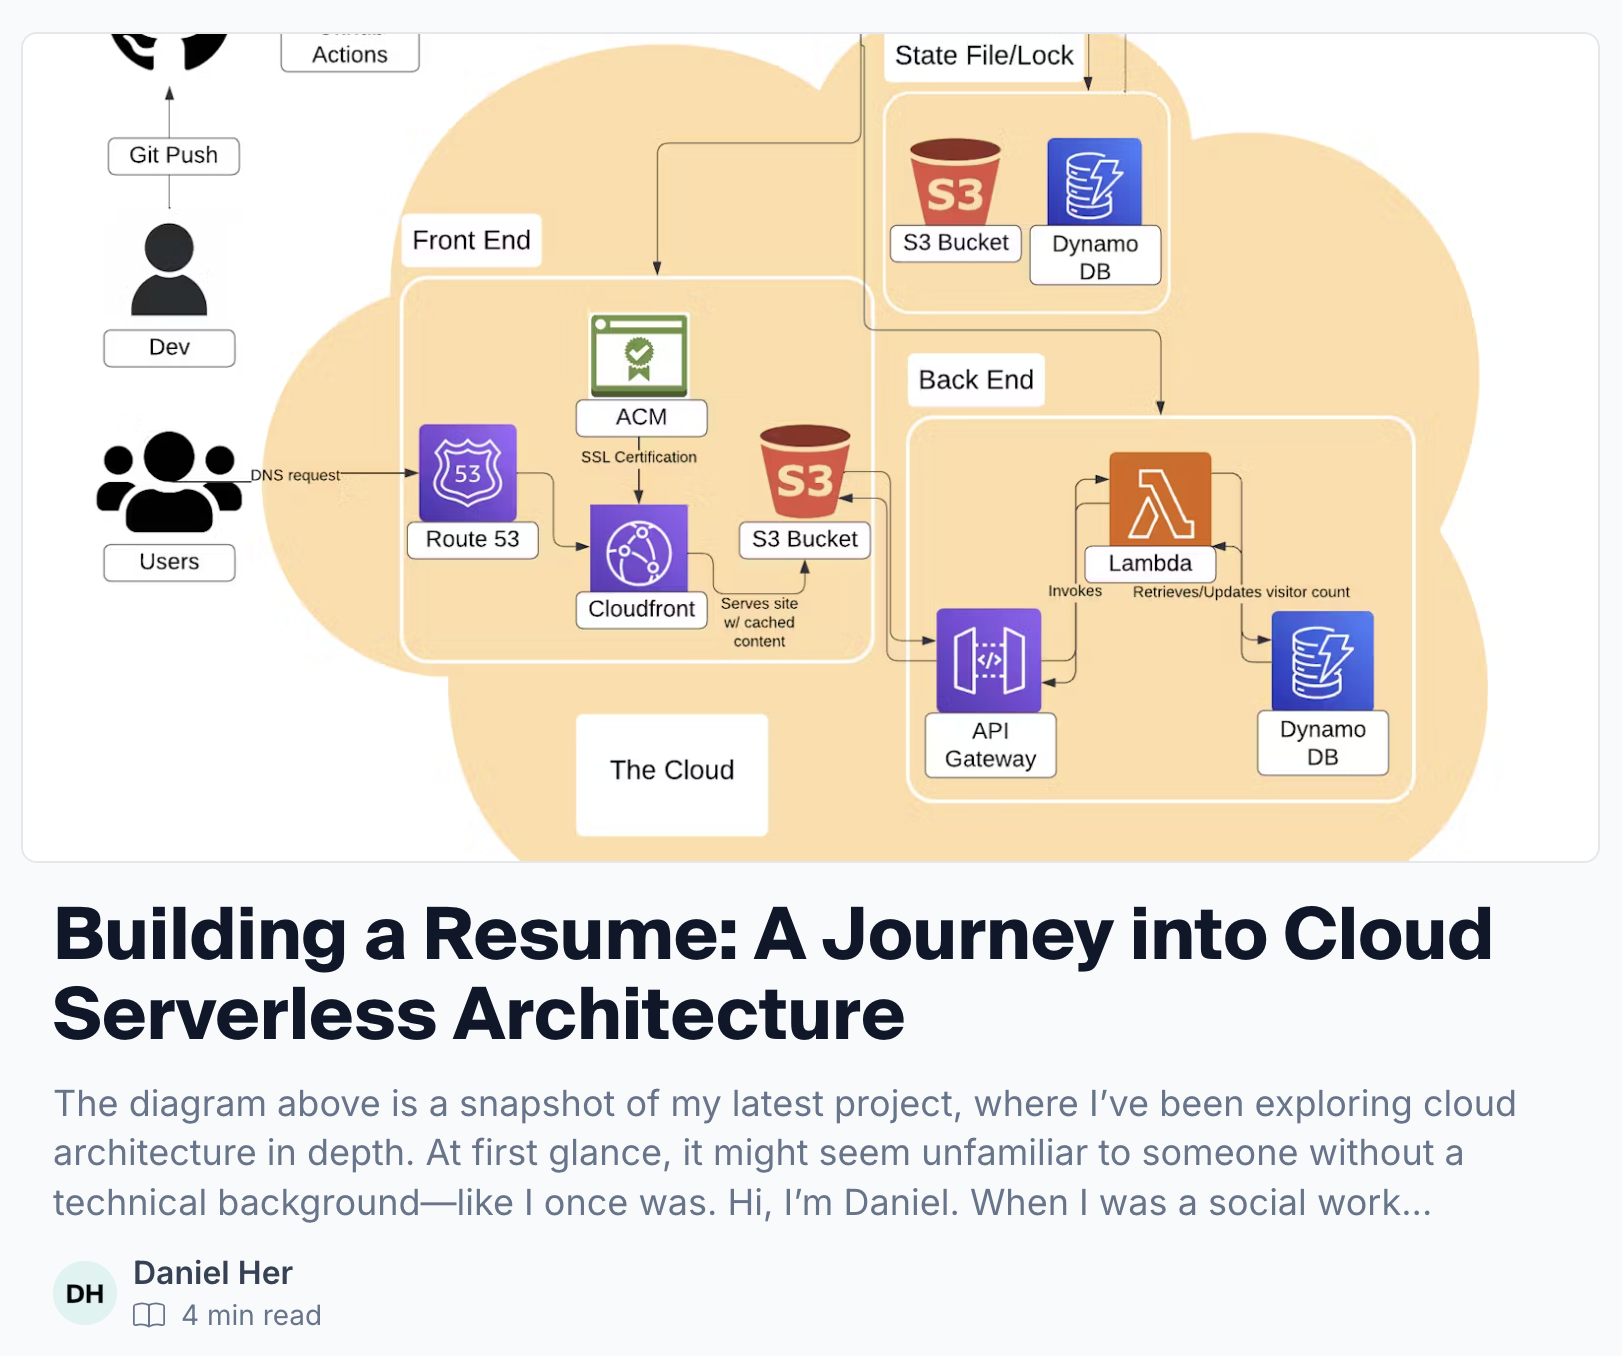 Actions
State File/Lock
Git Push
S3
S3 Bucket
Dynamo
DB
Front End
Dev
Back End
ACM
SSL Certification
DNS request
53
Route 53
S3
S3 Bucket
Cloudfront
Serves site
w/ cached
content
Users
Lambda
Invokes
Retrieves/Updates visitor count
</>
API
Gateway
Dynamo
DB
The Cloud
Building a Resume: A Journey into Cloud
Serverless Architecture
The diagram above is a snapshot of my latest project, where I’ve been exploring cloud
architecture in depth. At first glance, it might seem unfamiliar to someone without a
technical background—like I once was. Hi, I’m Daniel. When I was a social work...
DH
Daniel Her
4 min read